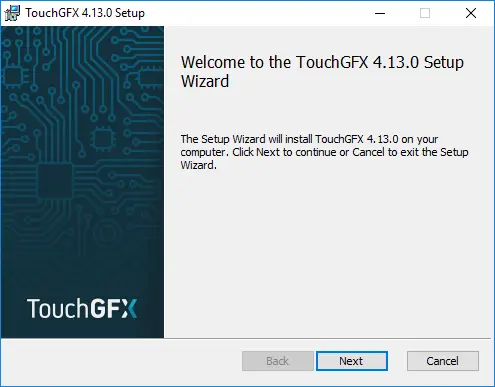 TouchGFX 4.13.0 Setup
Welcome to the TouchGFX 4.13.0 Setup
Wizard
The Setup Wizard will install TouchGFX 4.13.0 on your
computer. Click Next to continue or Cancel to exit the Setup
Wizard.
TouchGFX
Back
Next
Cancel